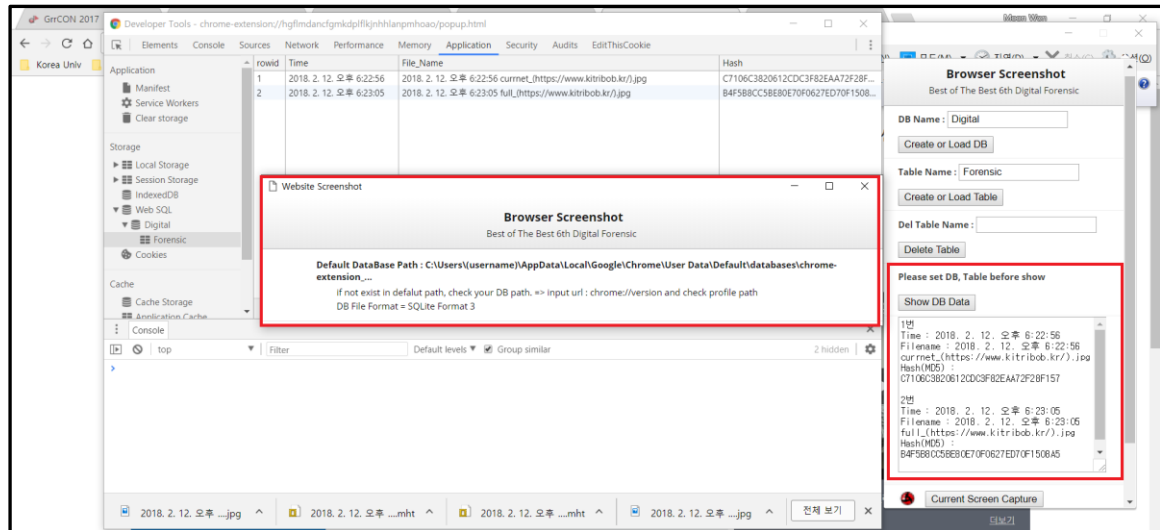 GrrCON 2017
Korea Univ
Developer Tools - chrome-extension://hgflmdancfgmkdplflkjnhhlanpmhoao/popup.html
Elements Console Sources Network Performance Memory Application Security Audits EditThisCookie
Application
Manifest
Service Workers
Clear storage
Storage
Local Storage
Session Storage
IndexedDB
Web SQL
Digital
Forensic
Cookies
Cache
Cache Storage
Application Cache
rowid Time File_Name Hash
1 2018. 2. 12. 오후 6:22:56 2018. 2. 12. 오후 6:22:56 currnet_(https://www.kitribob.kr/).jpg C7106C3820612CDC3F82EAA72F28F...
2 2018. 2. 12. 오후 6:23:05 2018. 2. 12. 오후 6:23:05 full_(https://www.kitribob.kr/).jpg B4F5B8CC5BE80E70F0627ED70F1508...
Website Screenshot
Browser Screenshot
Best of The Best 6th Digital Forensic
Default DataBase Path : C:\Users\(username)\AppData\Local\Google\Chrome\User Data\Default\databases\chrome-
extension_...
if not exist in defalut path, check your DB path. => input url : chrome://version and check profile path
DB File Format = SQLite Format 3
Console
top Filter Default levels Group similar 2 hidden
2018. 2. 12. 오후 ....jpg
2018. 2. 12. 오후 ....mht
2018. 2. 12. 오후 ....mht
2018. 2. 12. 오후 ....jpg
전체 보기
Browser Screenshot
Best of The Best 6th Digital Forensic
DB Name : Digital
Create or Load DB
Table Name : Forensic
Create or Load Table
Del Table Name :
Delete Table
Please set DB, Table before show
Show DB Data
1번
Time : 2018. 2. 12. 오후 6:22:56
Filename : 2018. 2. 12. 오후 6:22:56
currnet_(https://www.kitribob.kr/).jpg
Hash(MD5) :
C7106C3820612CDC3F82EAA72F28F157
2번
Time : 2018. 2. 12. 오후 6:23:05
Filename : 2018. 2. 12. 오후 6:23:05
full_(https://www.kitribob.kr/).jpg
Hash(MD5) :
B4F5B8CC5BE80E70F0627ED70F1508A5
Current Screen Capture
더보기